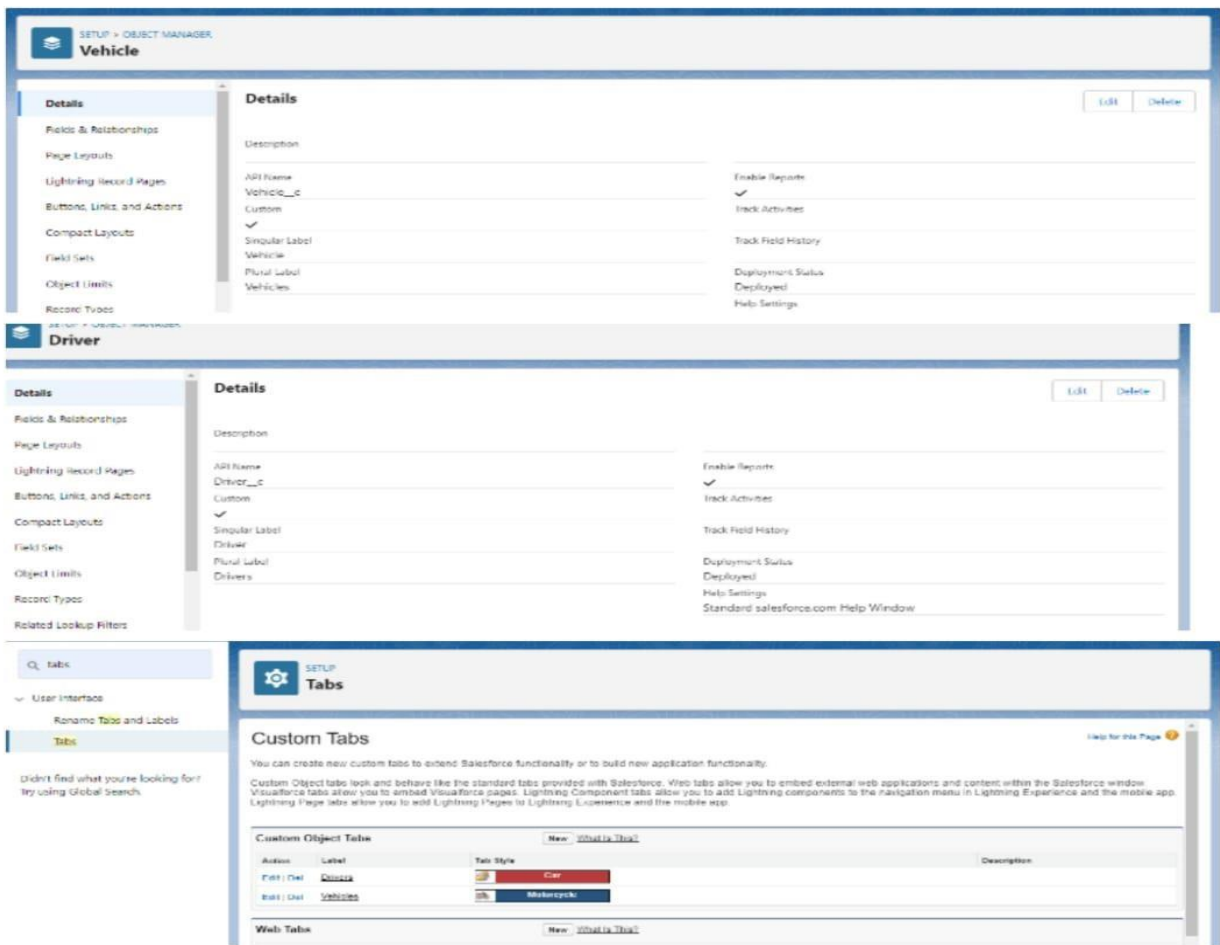 SETUP > OBJECT MANAGER
Vehicle
Details
Fields & Relationships
Page Layouts
Lightning Record Pages
Buttons, Links, and Actions
Compact Layouts
Field Sets
Object Limits
Record Types
Details
Edit Delete
Description
API Name
Vehicle__c
Custom
Singular Label
Vehicle
Plural Label
Vehicles
Enable Reports
Track Activities
Track Field History
Deployment Status
Deployed
Help Settings
SETUP > OBJECT MANAGER
Driver
Details
Fields & Relationships
Page Layouts
Lightning Record Pages
Buttons, Links, and Actions
Compact Layouts
Field Sets
Object Limits
Record Types
Related Lookup Filters
Details
Edit Delete
Description
API Name
Driver__c
Custom
Singular Label
Driver
Plural Label
Drivers
Enable Reports
Track Activities
Track Field History
Deployment Status
Deployed
Help Settings
Standard salesforce.com Help Window
tabs
User Interface
Rename Tabs and Labels
Tabs
Didn't find what you're looking for?
Try using Global Search.
SETUP
Tabs
Custom Tabs
Help for this Page
You can create new custom tabs to extend Salesforce functionality or to build new application functionality.
Custom Object tabs look and behave like the standard tabs provided with Salesforce. Web tabs allow you to embed external web applications and content within the Salesforce window.
Visualforce tabs allow you to embed Visualforce pages. Lightning Component tabs allow you to add Lightning components to the navigation menu in Lightning Experience and the mobile app.
Lightning Page tabs allow you to add Lightning Pages to Lightning Experience and the mobile app.
Custom Object Tabs New What Is This?
Action Label Tab Style Description
Edit | Del Drivers Car
Edit | Del Vehicles Motorcycle
Web Tabs New What Is This?